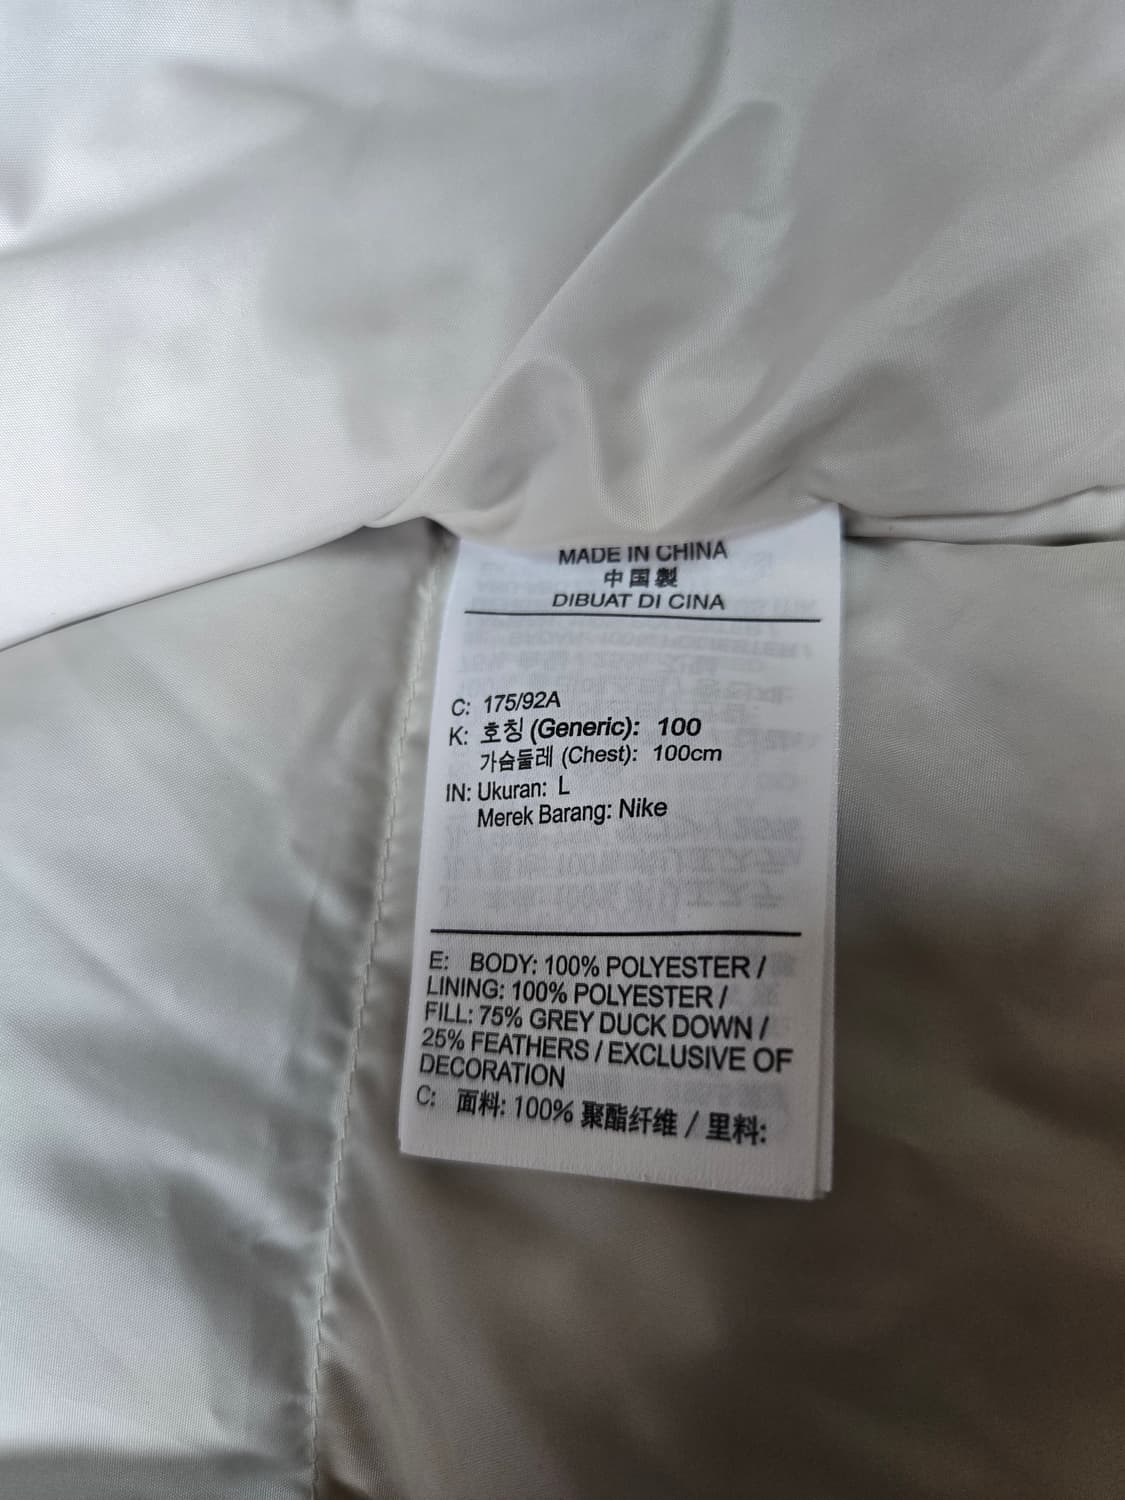 MADE IN CHINA
中国製
DIBUAT DI CINA
C: 175/92A
K: 호칭 (Generic): 100
가슴둘레 (Chest): 100cm
IN: Ukuran: L
Merek Barang: Nike
E: BODY: 100% POLYESTER /
LINING: 100% POLYESTER /
FILL: 75% GREY DUCK DOWN /
25% FEATHERS / EXCLUSIVE OF
DECORATION
C: 面料: 100% 聚酯纤维 / 里料: